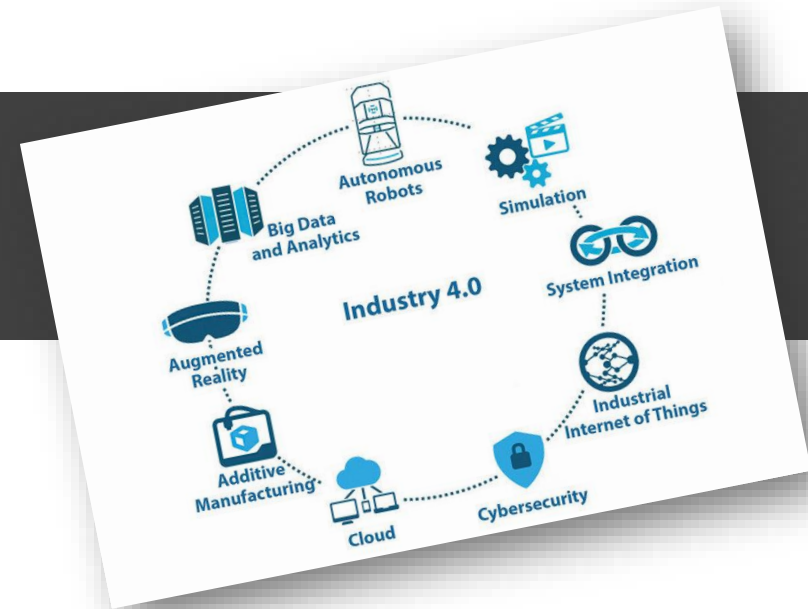 Autonomous
Robots
Simulation
System Integration
Industrial
Internet of Things
Cybersecurity
Cloud
Additive
Manufacturing
Augmented
Reality
Big Data
and Analytics
Industry 4.0